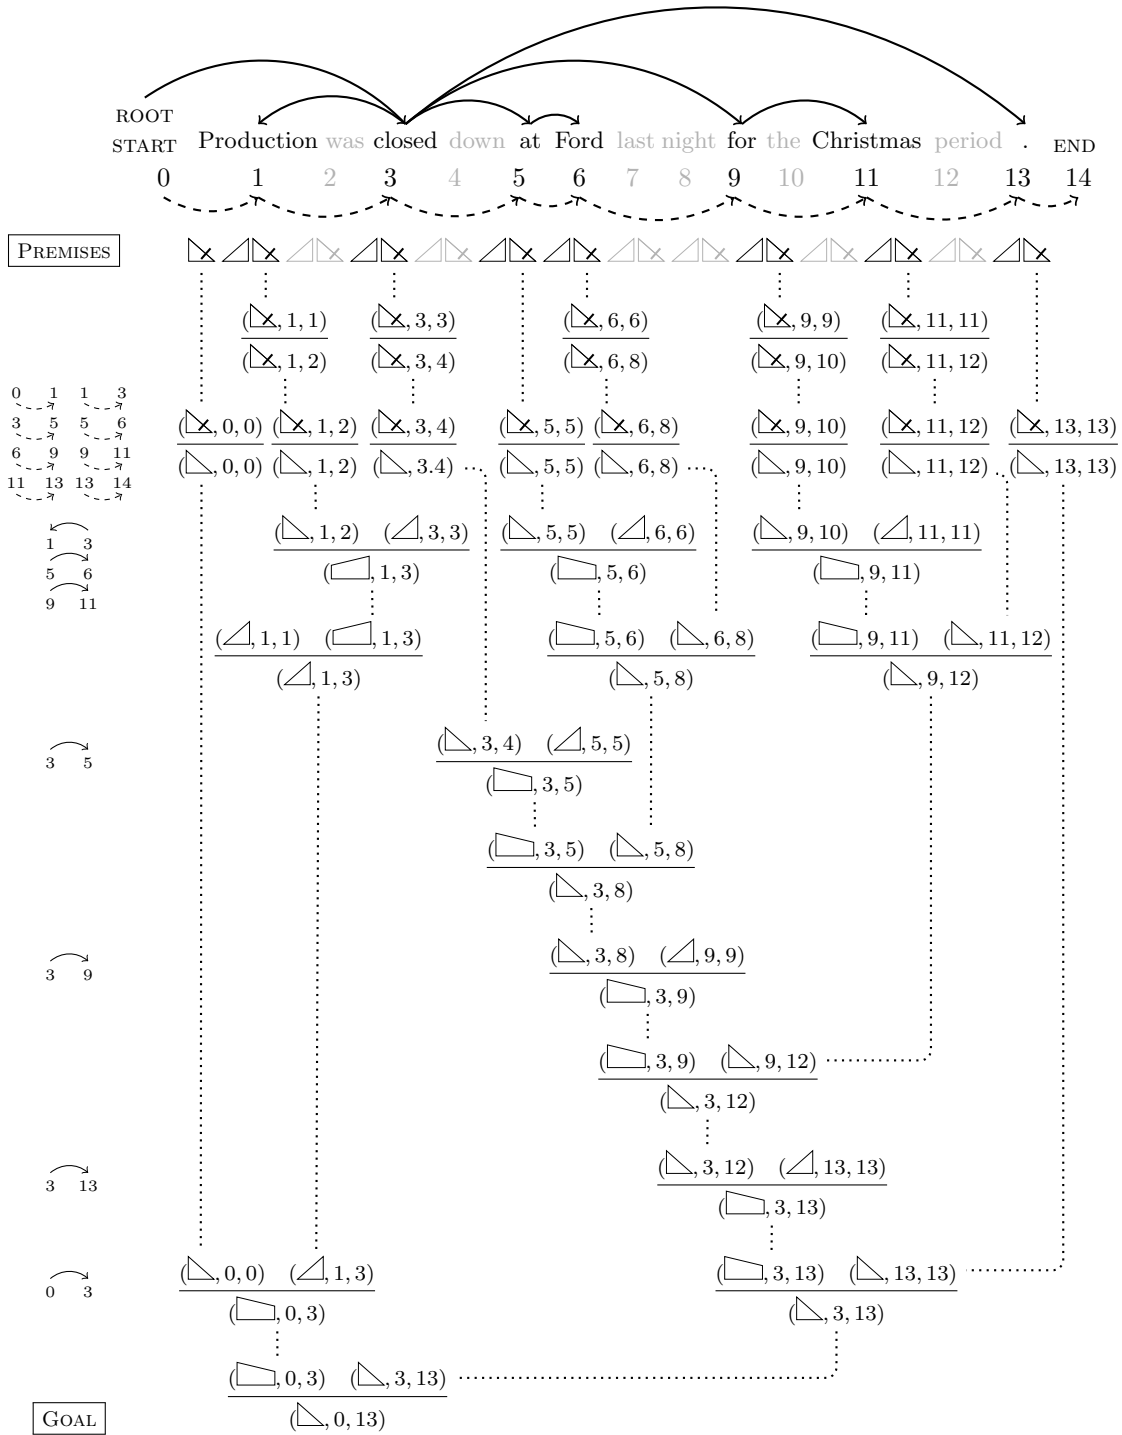 ROOT
START Production was closed down at Ford last night for the Christmas period . END
0 1 2 3 4 5 6 7 8 9 10 11 12 13 14
PREMISES
( , 1, 1) ( , 3, 3) ( , 6, 6) ( , 9, 9) ( , 11, 11)
( , 1, 2) ( , 3, 4) ( , 6, 8) ( , 9, 10) ( , 11, 12)
0 1 1 3
3 5 5 6
( , 0, 0) ( , 1, 2) ( , 3, 4) ( , 5, 5) ( , 6, 8) ( , 9, 10) ( , 11, 12) ( , 13, 13)
6 9 9 11
( , 0, 0) ( , 1, 2) ( , 3.4) ( , 5, 5) ( , 6, 8) ( , 9, 10) ( , 11, 12) ( , 13, 13)
11 13 13 14
( , 1, 2) ( , 3, 3) ( , 5, 5) ( , 6, 6) ( , 9, 10) ( , 11, 11)
1 3
( , 1, 3) ( , 5, 6) ( , 9, 11)
5 6
9 11
( , 1, 1) ( , 1, 3) ( , 5, 6) ( , 6, 8) ( , 9, 11) ( , 11, 12)
( , 1, 3) ( , 5, 8) ( , 9, 12)
( , 3, 4) ( , 5, 5)
3 5
( , 3, 5)
( , 3, 5) ( , 5, 8)
( , 3, 8)
( , 3, 8) ( , 9, 9)
3 9
( , 3, 9)
( , 3, 9) ( , 9, 12)
( , 3, 12)
( , 3, 12) ( , 13, 13)
3 13
( , 3, 13)
( , 0, 0) ( , 1, 3) ( , 3, 13) ( , 13, 13)
0 3
( , 0, 3) ( , 3, 13)
( , 0, 3) ( , 3, 13)
( , 0, 13)
GOAL